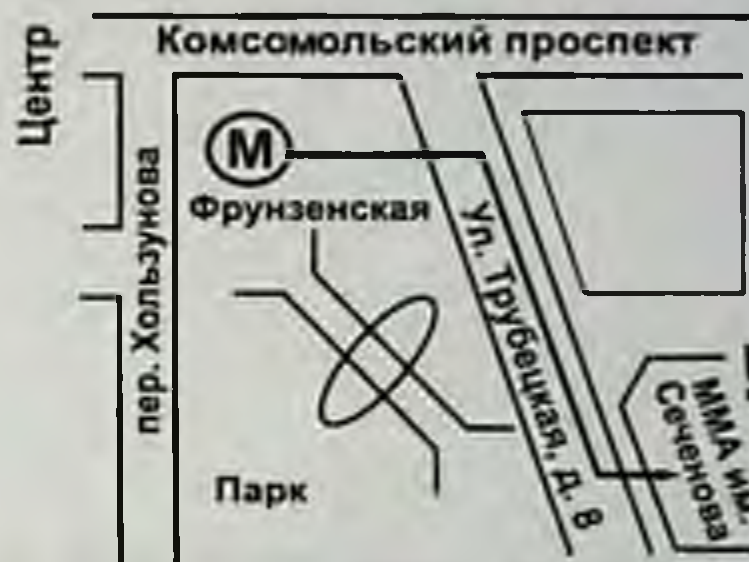 Комсомольский проспект
Центр
М
Фрунзенская
пер. Хользунова
Ул. Трубецкая, д. 8
Парк
ММА им.
Сеченова